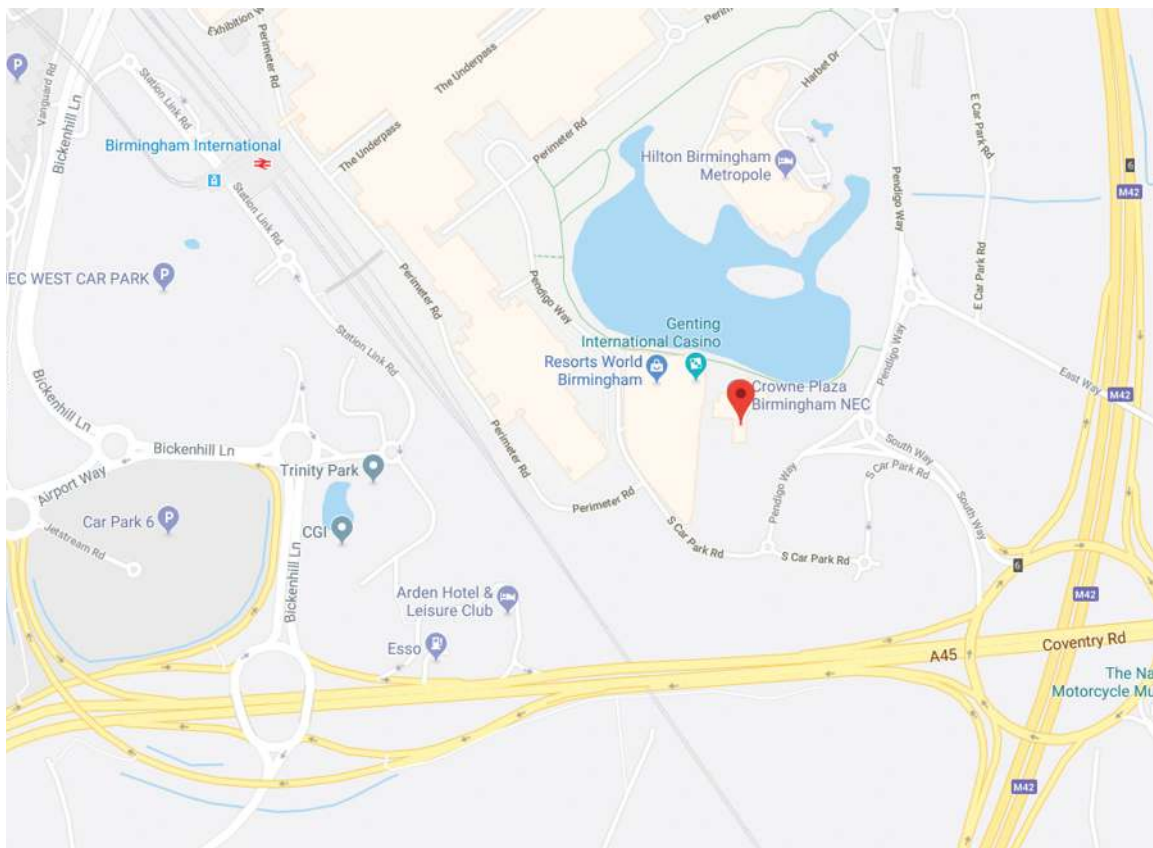 Exhibition W
Perimeter Rd
The Underpass
Perimeter
Vanguard Rd
P
Bickenhill Ln
Station Link Rd
Birmingham International
The Underpass
Perimeter Rd
Harbet Dr
Hilton Birmingham
Metropole
E Car Park Rd
Pendigo Way
6
M42
Station Link Rd
EC WEST CAR PARK
P
Perimeter Rd
Pendigo Way
E Car Park Rd
Station Link Rd
Genting
International Casino
Resorts World
Birmingham
Crowne Plaza
Birmingham NEC
Pendigo Way
East Way
M42
Bickenhill Ln
Bickenhill Ln
Airport Way
Trinity Park
Perimeter Rd
Perimeter Rd
Pendigo Way
South Way
S Car Park Rd
South Way
Car Park 6
P
Jetstream Rd
CGI
Bickenhill Ln
S Car Park Rd
S Car Park Rd
6
M42
Arden Hotel &
Leisure Club
Esso
A45
Coventry Rd
The Na
Motorcycle Mu
M42